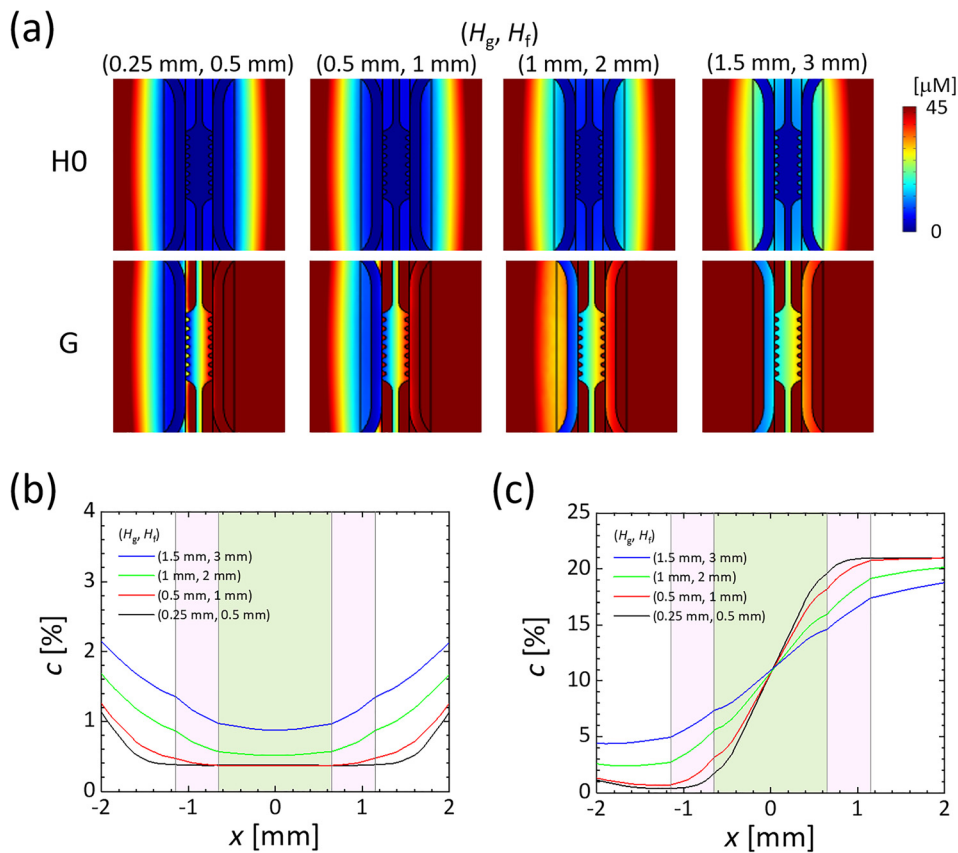 (a)
(Hg, Hf)
(0.25 mm, 0.5 mm) (0.5 mm, 1 mm) (1 mm, 2 mm) (1.5 mm, 3 mm)
[μM]
45
0
H0
G
(b)
c [%]
4
3
2
1
0
(Hg, Hf)
(1.5 mm, 3 mm)
(1 mm, 2 mm)
(0.5 mm, 1 mm)
(0.25 mm, 0.5 mm)
-2 -1 0 1 2
x [mm]
(c)
c [%]
25
20
15
10
5
0
(Hg, Hf)
(1.5 mm, 3 mm)
(1 mm, 2 mm)
(0.5 mm, 1 mm)
(0.25 mm, 0.5 mm)
-2 -1 0 1 2
x [mm]